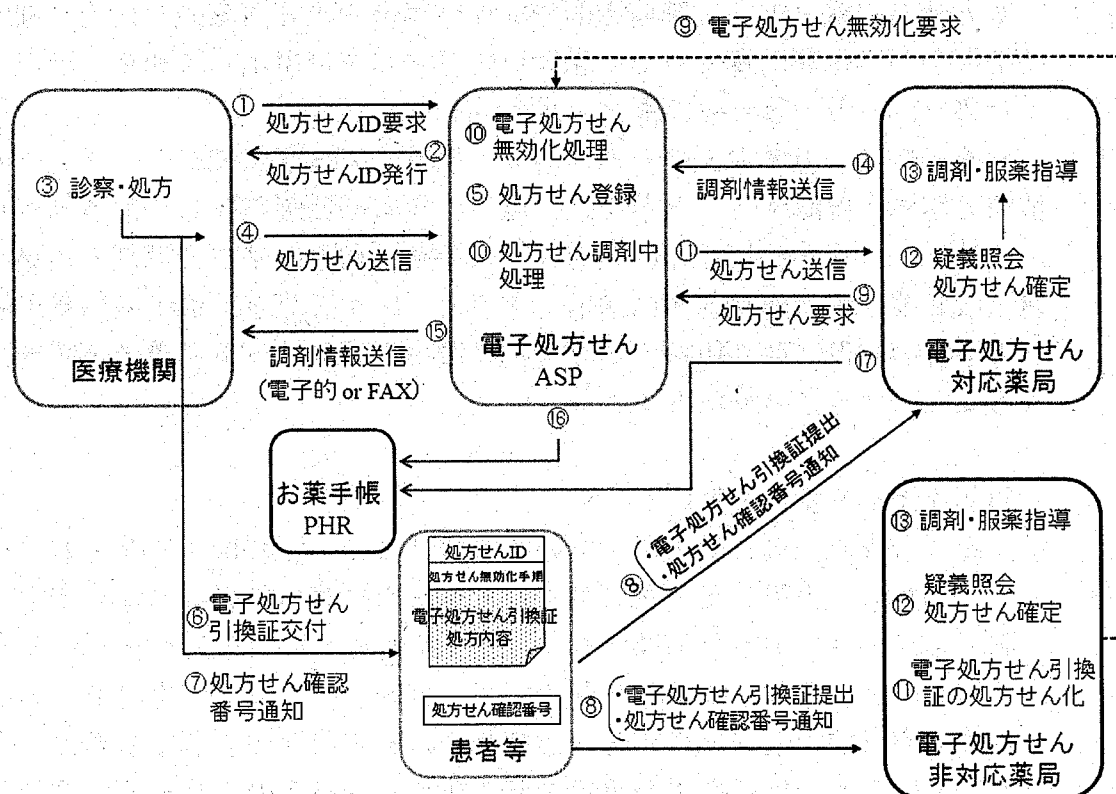 ⑨ 電子処方せん無効化要求
①
処方せんID要求
②
処方せんID発行
③ 診察・処方
④
処方せん送信
⑮
調剤情報送信
(電子的 or FAX)
医療機関
⑩ 電子処方せん
無効化処理
⑤ 処方せん登録
⑩ 処方せん調剤中
処理
電子処方せん
ASP
⑭
調剤情報送信
⑪
処方せん送信
⑨
処方せん要求
⑰
⑬調剤・服薬指導
⑫ 疑義照会
処方せん確定
電子処方せん
対応薬局
⑯
お薬手帳
PHR
⑥電子処方せん
引換証交付
⑦処方せん確認
番号通知
処方せんID
処方せん無効化手順
電子処方せん引換証
処方内容
処方せん確認番号
患者等
⑧
・電子処方せん引換証提出
・処方せん確認番号通知
⑧
・電子処方せん引換証提出
・処方せん確認番号通知
⑬ 調剤・服薬指導
⑫ 疑義照会
処方せん確定
⑪ 電子処方せん引換
証の処方せん化
電子処方せん
非対応薬局